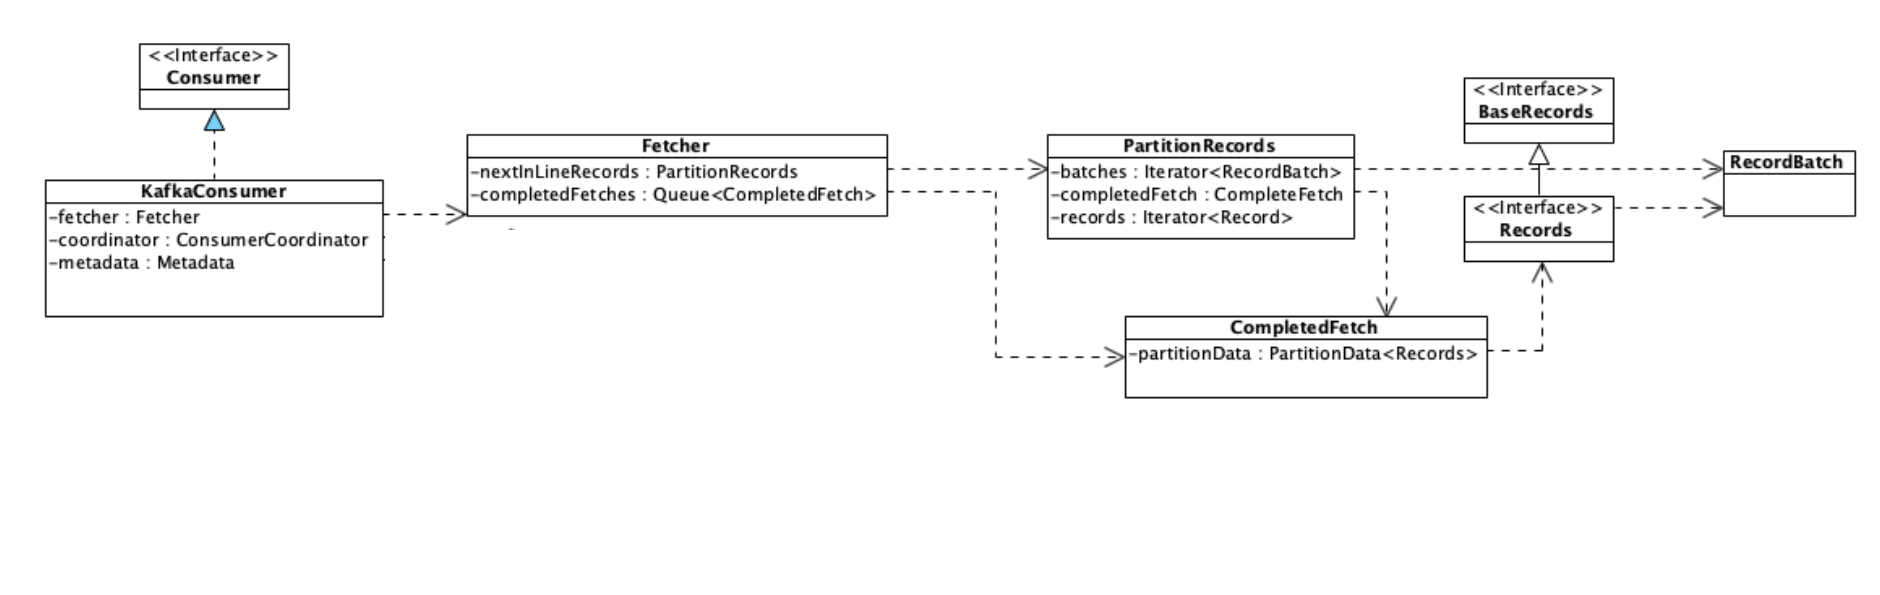 <<Interface>>
Consumer
KafkaConsumer
-fetcher : Fetcher
-coordinator : ConsumerCoordinator
-metadata : Metadata
Fetcher
-nextInLineRecords : PartitionRecords
-completedFetches : Queue<CompletedFetch>
PartitionRecords
-batches : Iterator<RecordBatch>
-completedFetch : CompleteFetch
-records : Iterator<Record>
CompletedFetch
-partitionData : PartitionData<Records>
<<Interface>>
BaseRecords
<<Interface>>
Records
RecordBatch